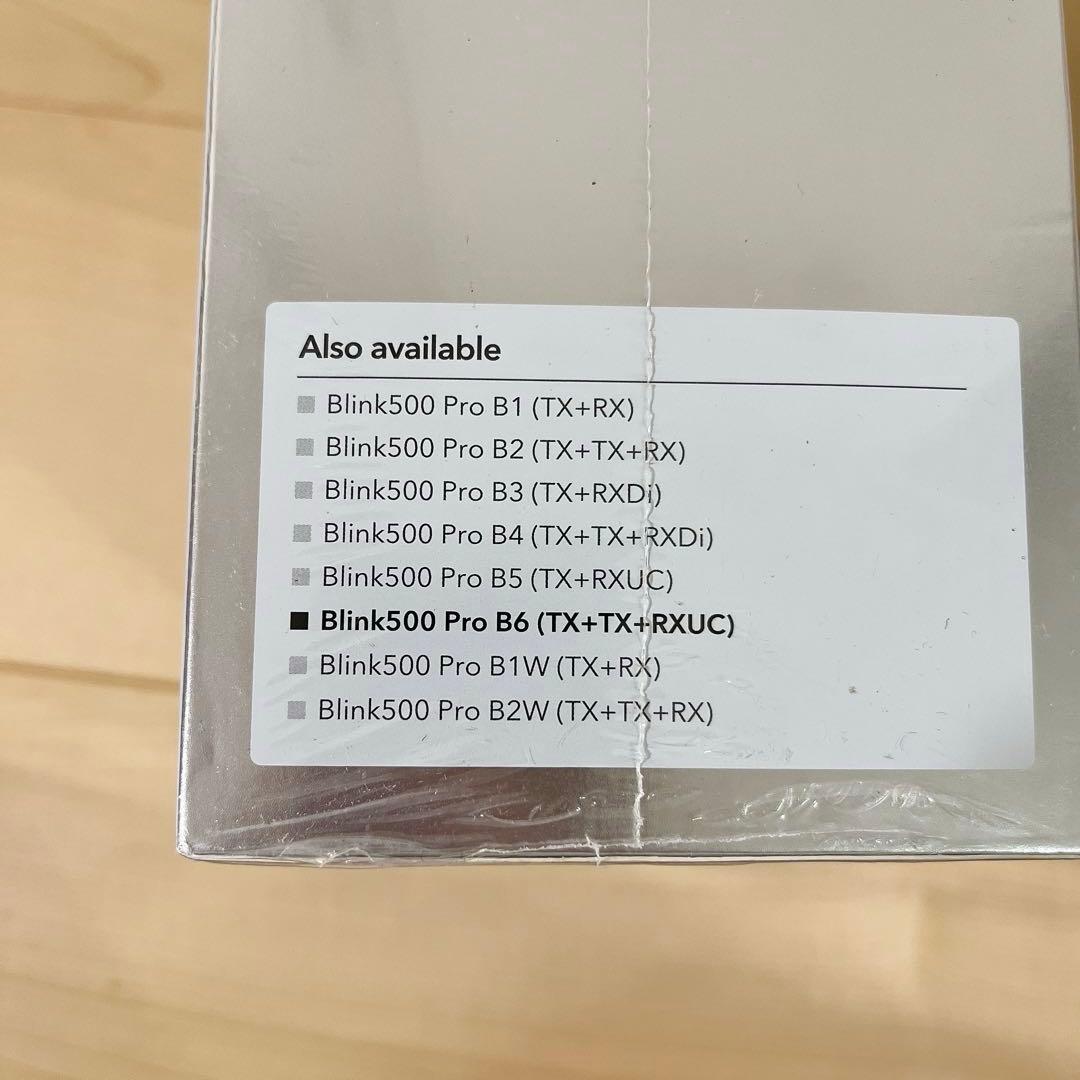 Also available
Blink500 Pro B1 (TX+RX)
Blink500 Pro B2 (TX+TX+RX)
Blink500 Pro B3 (TX+RXDi)
Blink500 Pro B4 (TX+TX+RXDi)
Blink500 Pro B5 (TX+RXUC)
Blink500 Pro B6 (TX+TX+RXUC)
Blink500 Pro B1W (TX+RX)
Blink500 Pro B2W (TX+TX+RX)